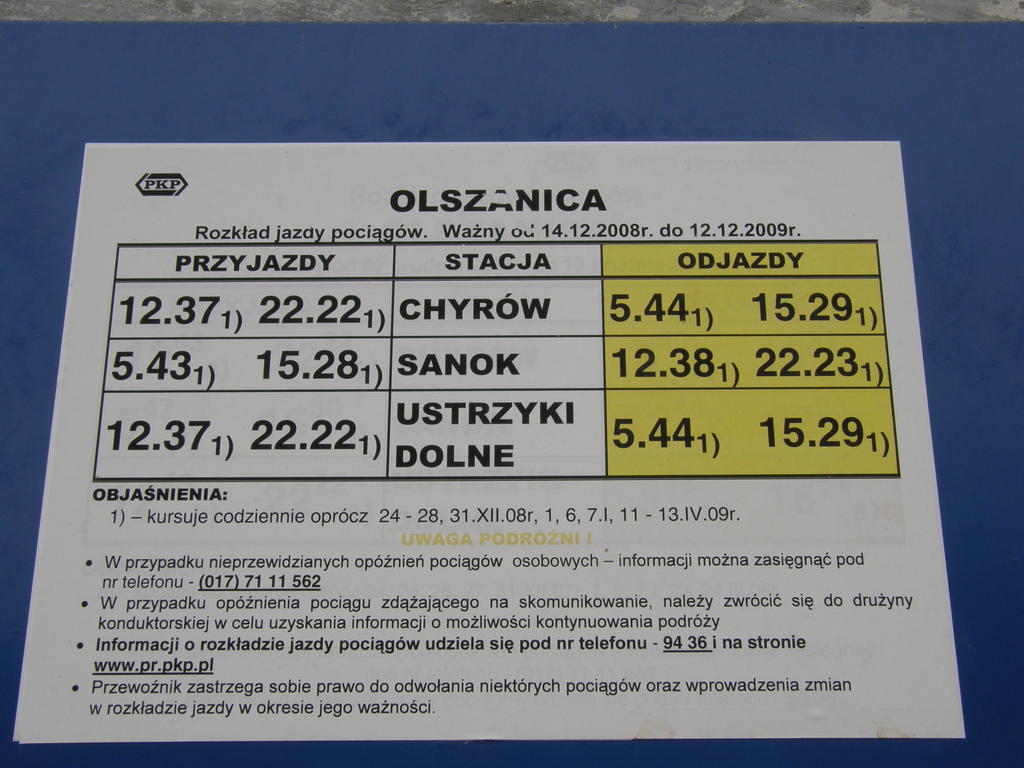 PKP
OLSZANICA
Rozkład jazdy pociągów. Ważny od 14.12.2008r. do 12.12.2009r.
PRZYJAZDY STACJA ODJAZDY
12.37 1) 22.22 1) CHYRÓW 5.44 1) 15.29 1)
5.43 1) 15.28 1) SANOK 12.38 1) 22.23 1)
12.37 1) 22.22 1) USTRZYKI DOLNE 5.44 1) 15.29 1)
OBJAŚNIENIA:
1) – kursuje codziennie oprócz 24 - 28, 31.XII.08r, 1, 6, 7.I, 11 - 13.IV.09r.
UWAGA PODRÓŻNI !
• W przypadku nieprzewidzianych opóźnień pociągów osobowych – informacji można zasięgnąć pod
nr telefonu - (017) 71 11 562
• W przypadku opóźnienia pociągu zdążającego na skomunikowanie, należy zwrócić się do drużyny
konduktorskiej w celu uzyskania informacji o możliwości kontynuowania podróży
• Informacji o rozkładzie jazdy pociągów udziela się pod nr telefonu - 94 36 i na stronie
www.pr.pkp.pl
• Przewoźnik zastrzega sobie prawo do odwołania niektórych pociągów oraz wprowadzenia zmian
w rozkładzie jazdy w okresie jego ważności.